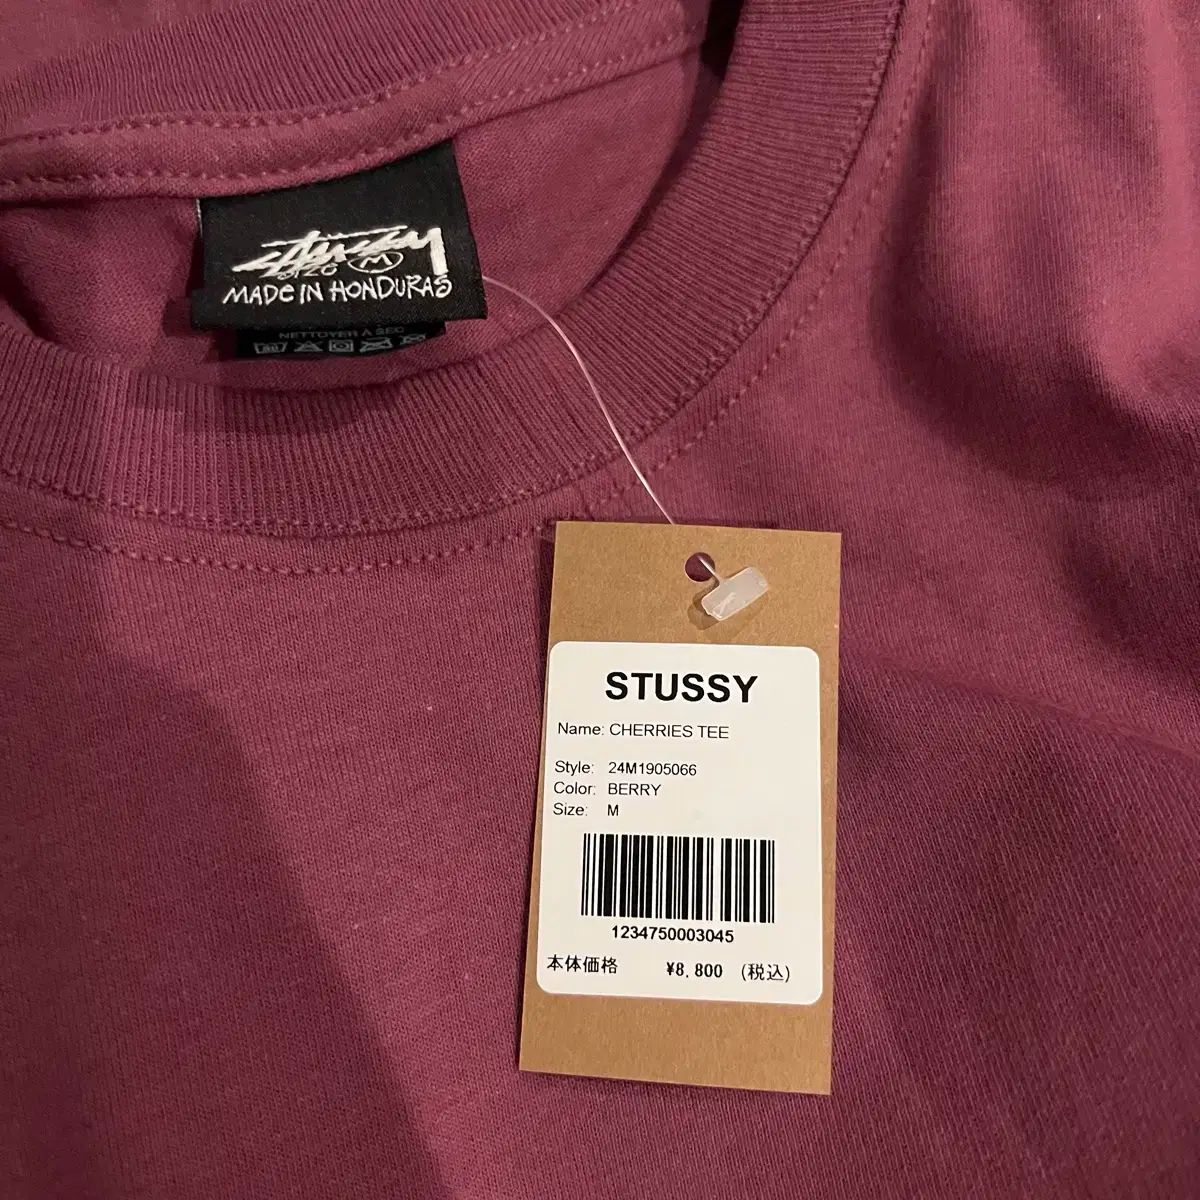 Stüssy
©'20 M
MADE IN HONDURAS
NETTOYER A SEC
STUSSY
Name: CHERRIES TEE
Style: 24M1905066
Color: BERRY
Size: M
1234750003045
本体価格 ¥8,800 (税込)